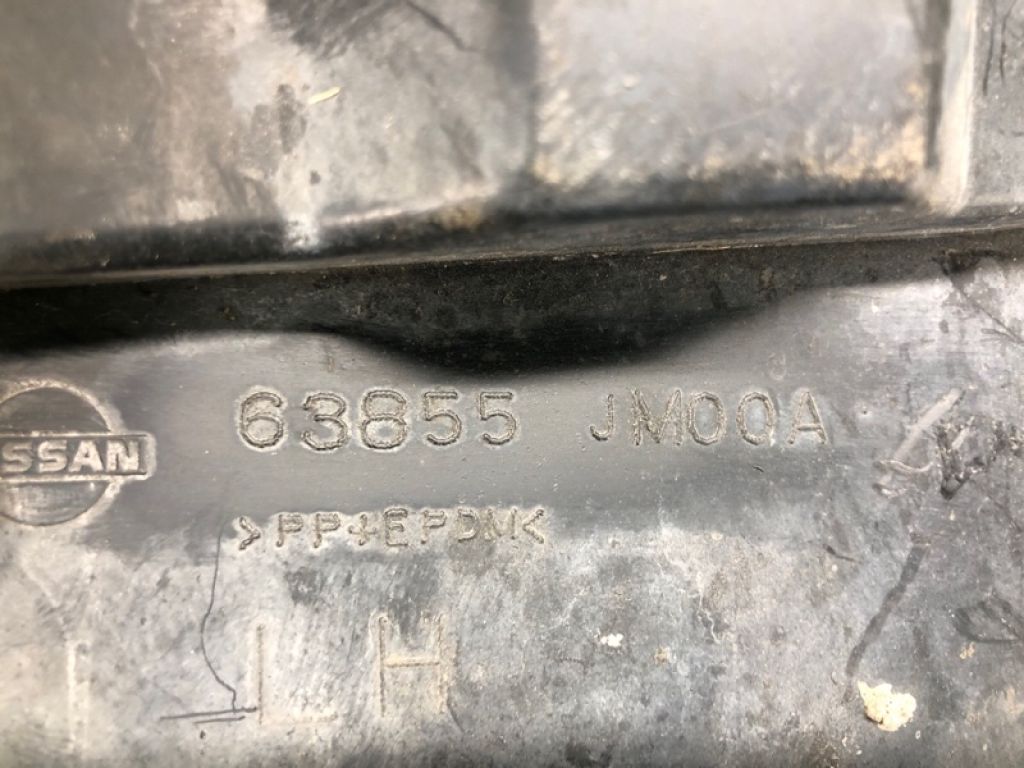 NISSAN
63855 JM00A
>PP+EPDM<
LH